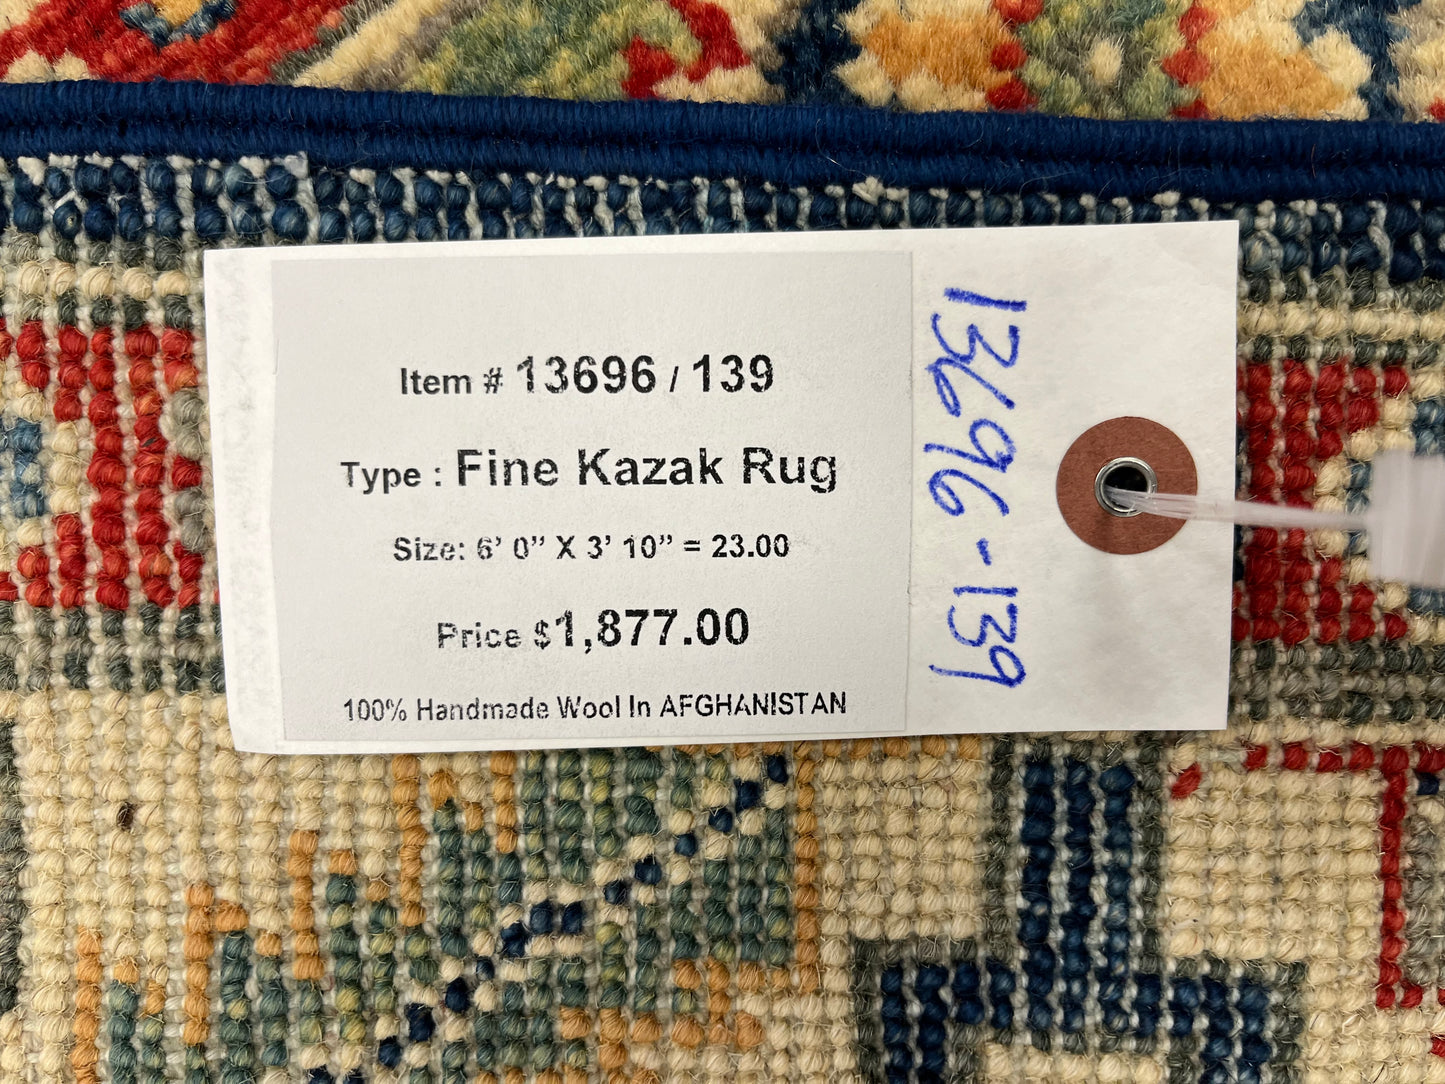 Item # 13696 / 139
Type : Fine Kazak Rug
Size: 6’ 0” X 3’ 10” = 23.00
Price $1,877.00
100% Handmade Wool In AFGHANISTAN
13696-139